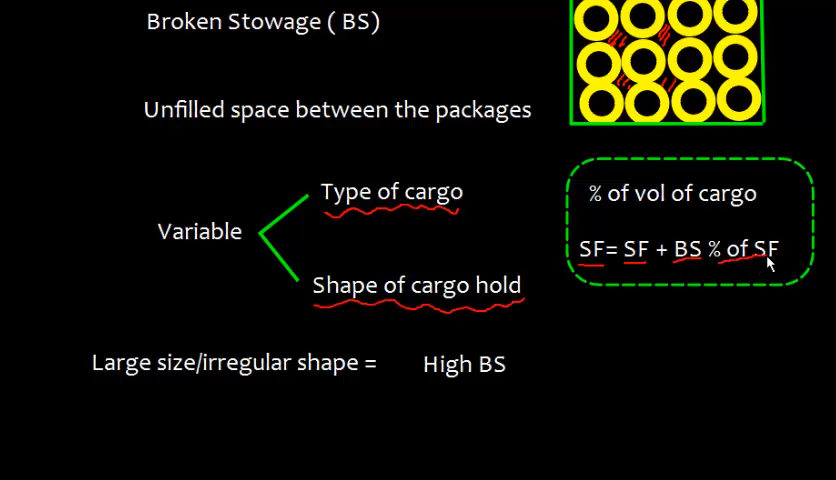 Broken Stowage ( BS)
Unfilled space between the packages
Type of cargo
Variable
Shape of cargo hold
Large size/irregular shape = High BS
% of vol of cargo
SF= SF + BS % of SF